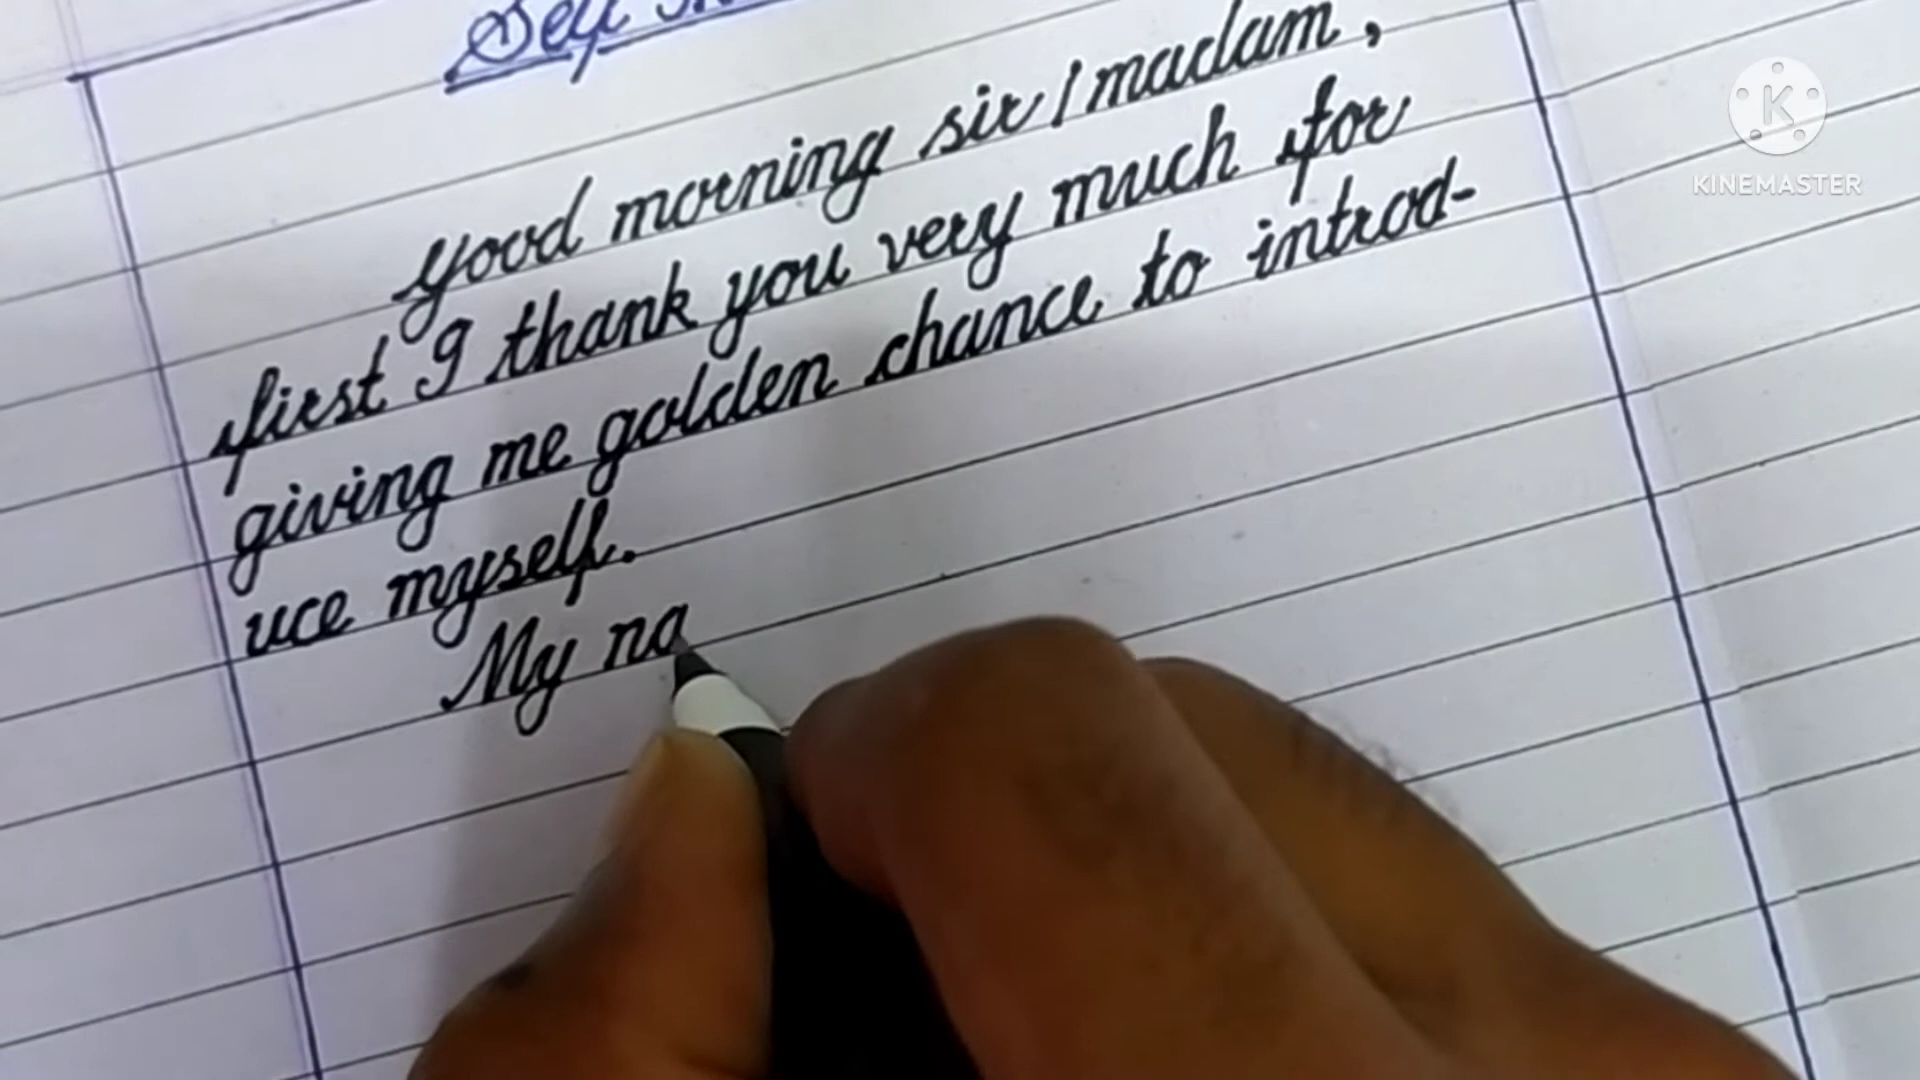 Self
Good morning sir / madam,
first I thank you very much for
giving me golden chance to introd-
uce myself.
My na
KINEMASTER